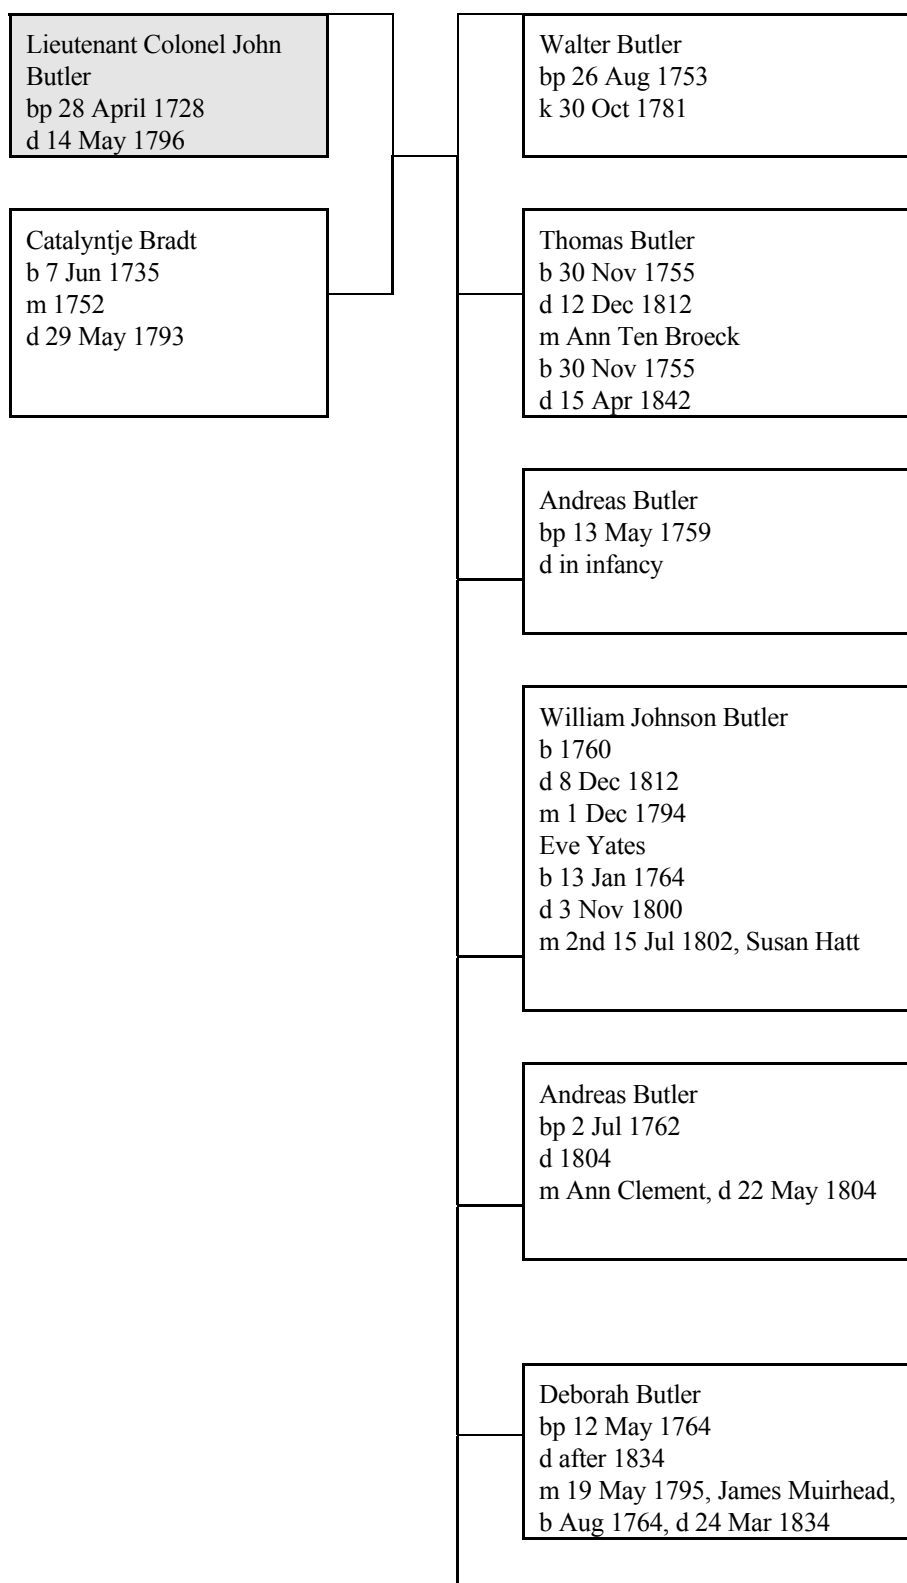 Lieutenant Colonel John
Butler
bp 28 April 1728
d 14 May 1796
Catalyntje Bradt
b 7 Jun 1735
m 1752
d 29 May 1793
Walter Butler
bp 26 Aug 1753
k 30 Oct 1781
Thomas Butler
b 30 Nov 1755
d 12 Dec 1812
m Ann Ten Broeck
b 30 Nov 1755
d 15 Apr 1842
Andreas Butler
bp 13 May 1759
d in infancy
William Johnson Butler
b 1760
d 8 Dec 1812
m 1 Dec 1794
Eve Yates
b 13 Jan 1764
d 3 Nov 1800
m 2nd 15 Jul 1802, Susan Hatt
Andreas Butler
bp 2 Jul 1762
d 1804
m Ann Clement, d 22 May 1804
Deborah Butler
bp 12 May 1764
d after 1834
m 19 May 1795, James Muirhead,
b Aug 1764, d 24 Mar 1834